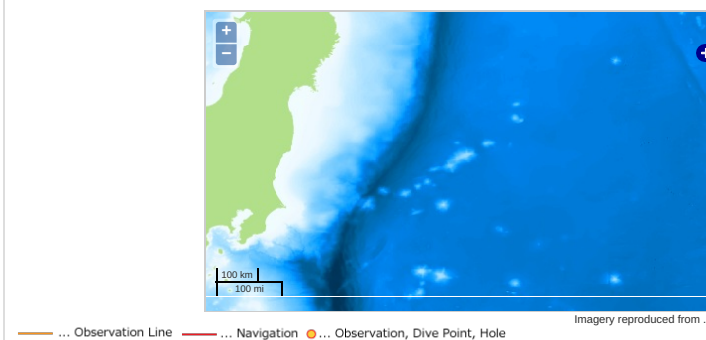 +
−
100 km
100 mi
Imagery reproduced from .
... Observation Line ... Navigation ... Observation, Dive Point, Hole